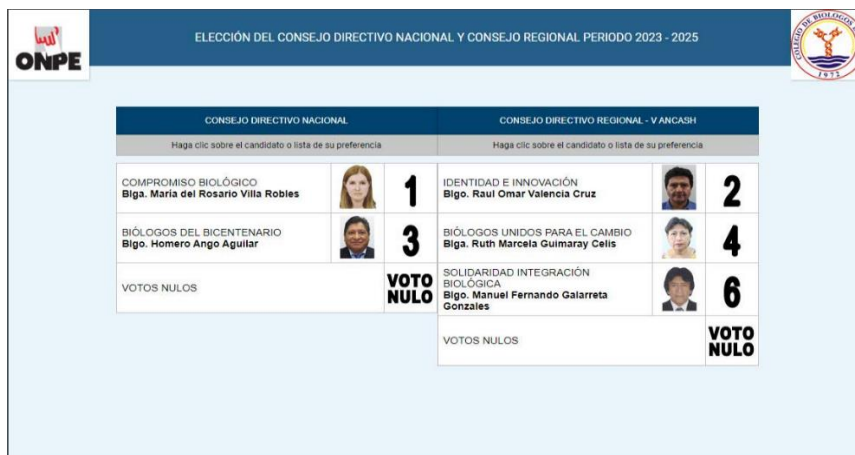 ONPE
ELECCIÓN DEL CONSEJO DIRECTIVO NACIONAL Y CONSEJO REGIONAL PERIODO 2023 - 2025
COLEGIO DE BIOLOGOS
1972
CONSEJO DIRECTIVO NACIONAL
Haga clic sobre el candidato o lista de su preferencia
COMPROMISO BIOLÓGICO
Blga. María del Rosario Villa Robles
1
BIÓLOGOS DEL BICENTENARIO
Blgo. Homero Ango Aguilar
3
VOTOS NULOS
VOTO
NULO
CONSEJO DIRECTIVO REGIONAL - V ANCASH
Haga clic sobre el candidato o lista de su preferencia
IDENTIDAD E INNOVACIÓN
Blgo. Raul Omar Valencia Cruz
2
BIÓLOGOS UNIDOS PARA EL CAMBIO
Blga. Ruth Marcela Guimaray Celis
4
SOLIDARIDAD INTEGRACIÓN
BIOLÓGICA
Blgo. Manuel Fernando Galarreta
Gonzales
6
VOTOS NULOS
VOTO
NULO